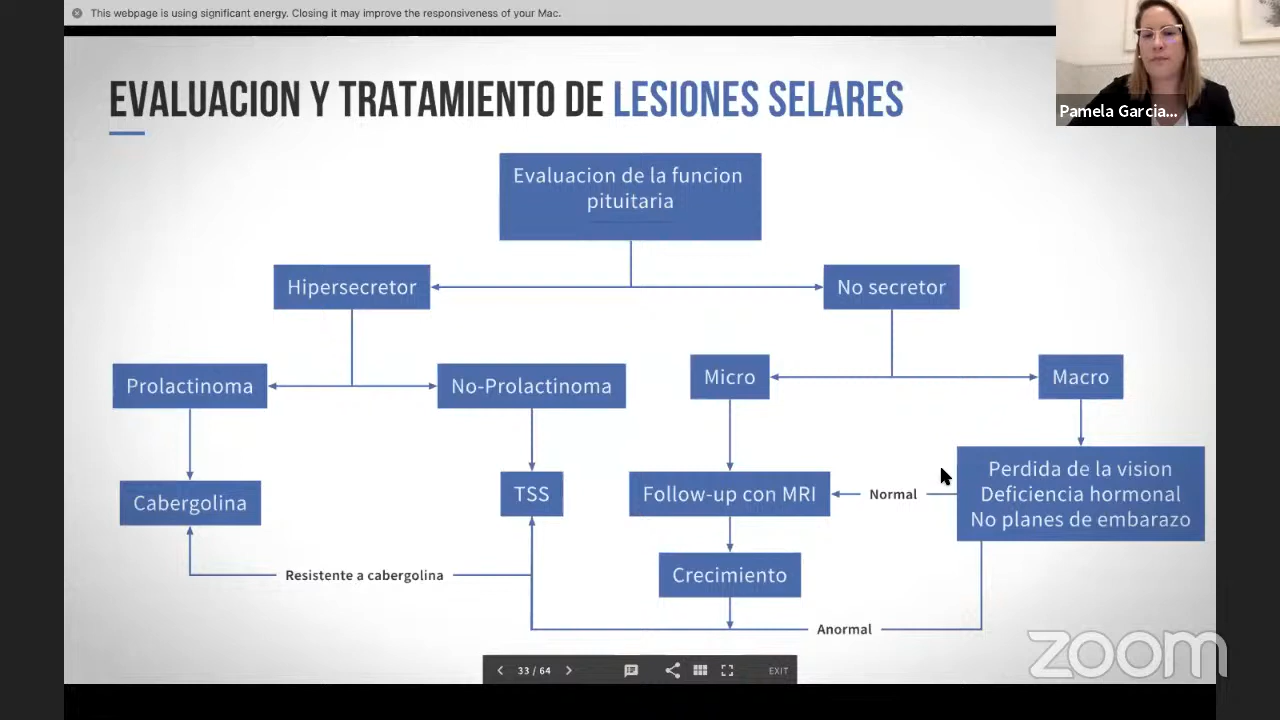 This webpage is using significant energy. Closing it may improve the responsiveness of your Mac.
Pamela Garcia...
EVALUACION Y TRATAMIENTO DE LESIONES SELARES
Evaluacion de la funcion
pituitaria
Hipersecretor
No secretor
Prolactinoma
No-Prolactinoma
Micro
Macro
Cabergolina
TSS
Follow-up con MRI
Normal
Perdida de la vision
Deficiencia hormonal
No planes de embarazo
Resistente a cabergolina
Crecimiento
Anormal
33 / 64
EXIT
zoom